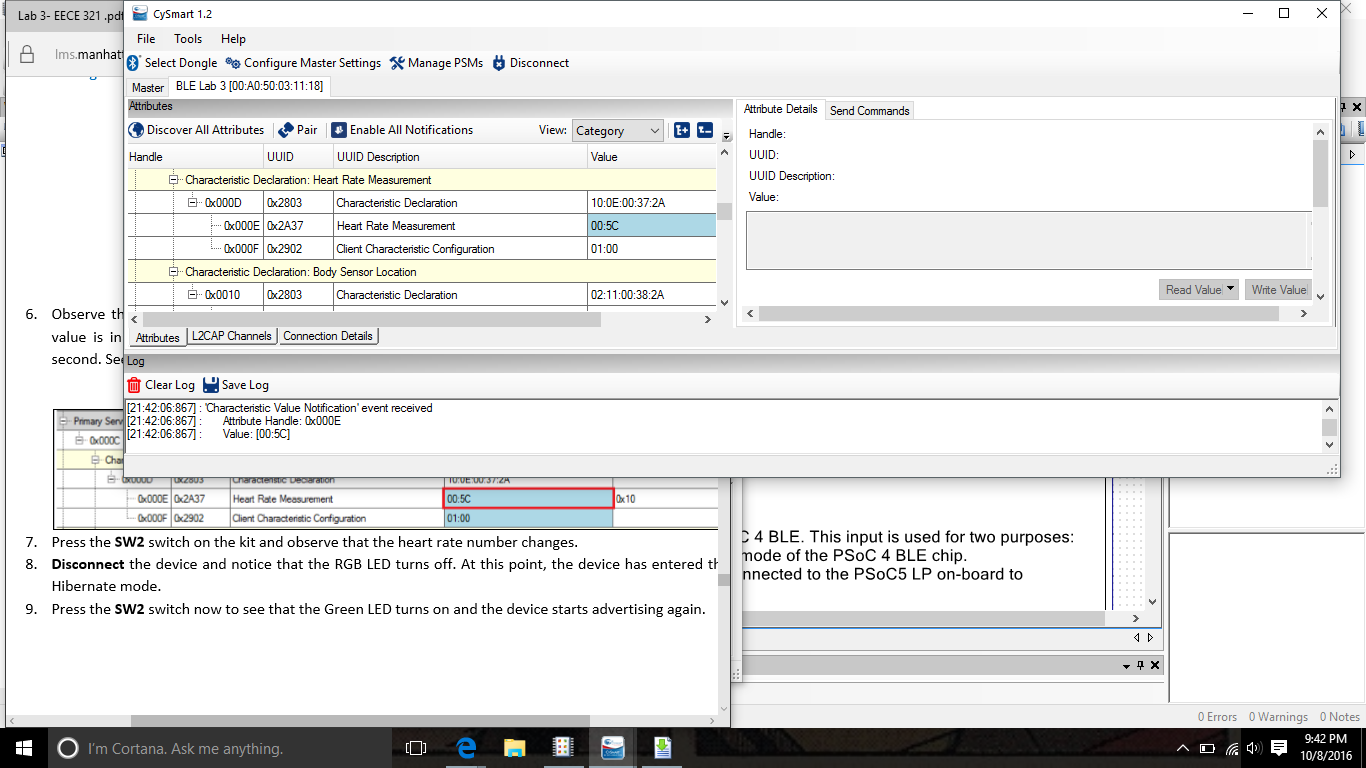 Lab 3- EECE 321 .pdf
lms.manhat
CySmart 1.2
File Tools Help
Select Dongle Configure Master Settings Manage PSMs Disconnect
Master BLE Lab 3 [00:A0:50:03:11:18]
Attributes
Discover All Attributes Pair Enable All Notifications View: Category
Handle UUID UUID Description Value
Characteristic Declaration: Heart Rate Measurement
0x000D 0x2803 Characteristic Declaration 10:0E:00:37:2A
0x000E 0x2A37 Heart Rate Measurement 00:5C
0x000F 0x2902 Client Characteristic Configuration 01:00
Characteristic Declaration: Body Sensor Location
0x0010 0x2803 Characteristic Declaration 02:11:00:38:2A
Attributes L2CAP Channels Connection Details
Attribute Details Send Commands
Handle:
UUID:
UUID Description:
Value:
Read Value Write Value
Log
Clear Log Save Log
[21:42:06:867] : 'Characteristic Value Notification' event received
[21:42:06:867] : Attribute Handle: 0x000E
[21:42:06:867] : Value: [00:5C]
6. Observe th
value is in
second. See
Primary Serv
0x000C
Cha
0x000D 0x2803 Characteristic Declaration 10:0E:00:37:2A
0x000E 0x2A37 Heart Rate Measurement 00:5C 0x10
0x000F 0x2902 Client Characteristic Configuration 01:00
7. Press the SW2 switch on the kit and observe that the heart rate number changes.
8. Disconnect the device and notice that the RGB LED turns off. At this point, the device has entered th
Hibernate mode.
9. Press the SW2 switch now to see that the Green LED turns on and the device starts advertising again.
C 4 BLE. This input is used for two purposes:
mode of the PSoC 4 BLE chip.
nnected to the PSoC5 LP on-board to
0 Errors 0 Warnings 0 Notes
I'm Cortana. Ask me anything.
9:42 PM
10/8/2016